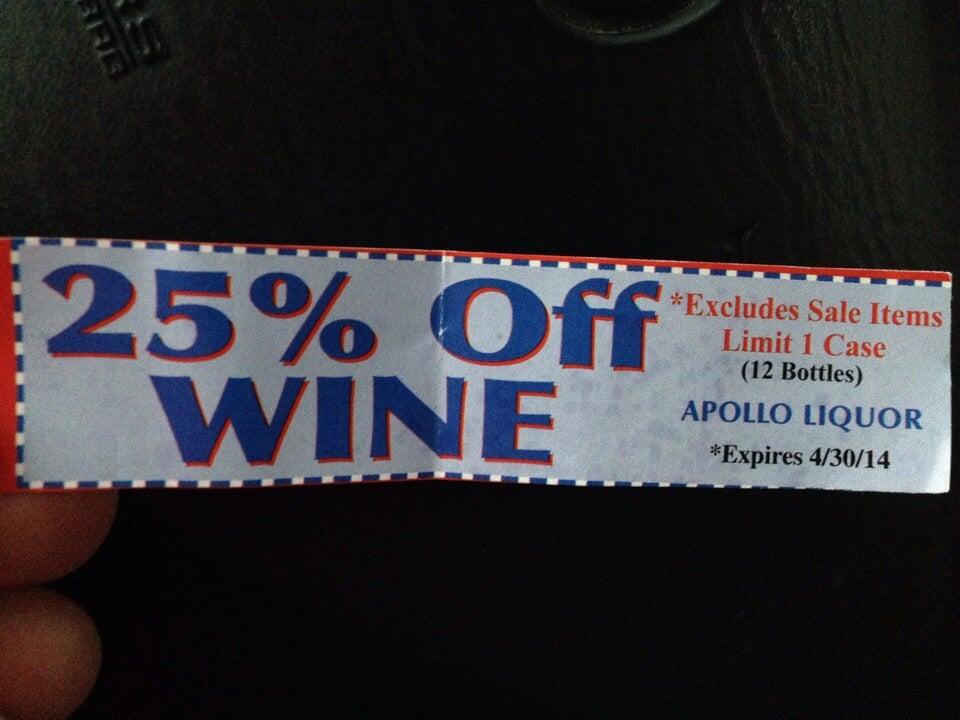 25% Off
WINE
*Excludes Sale Items
Limit 1 Case
(12 Bottles)
APOLLO LIQUOR
*Expires 4/30/14